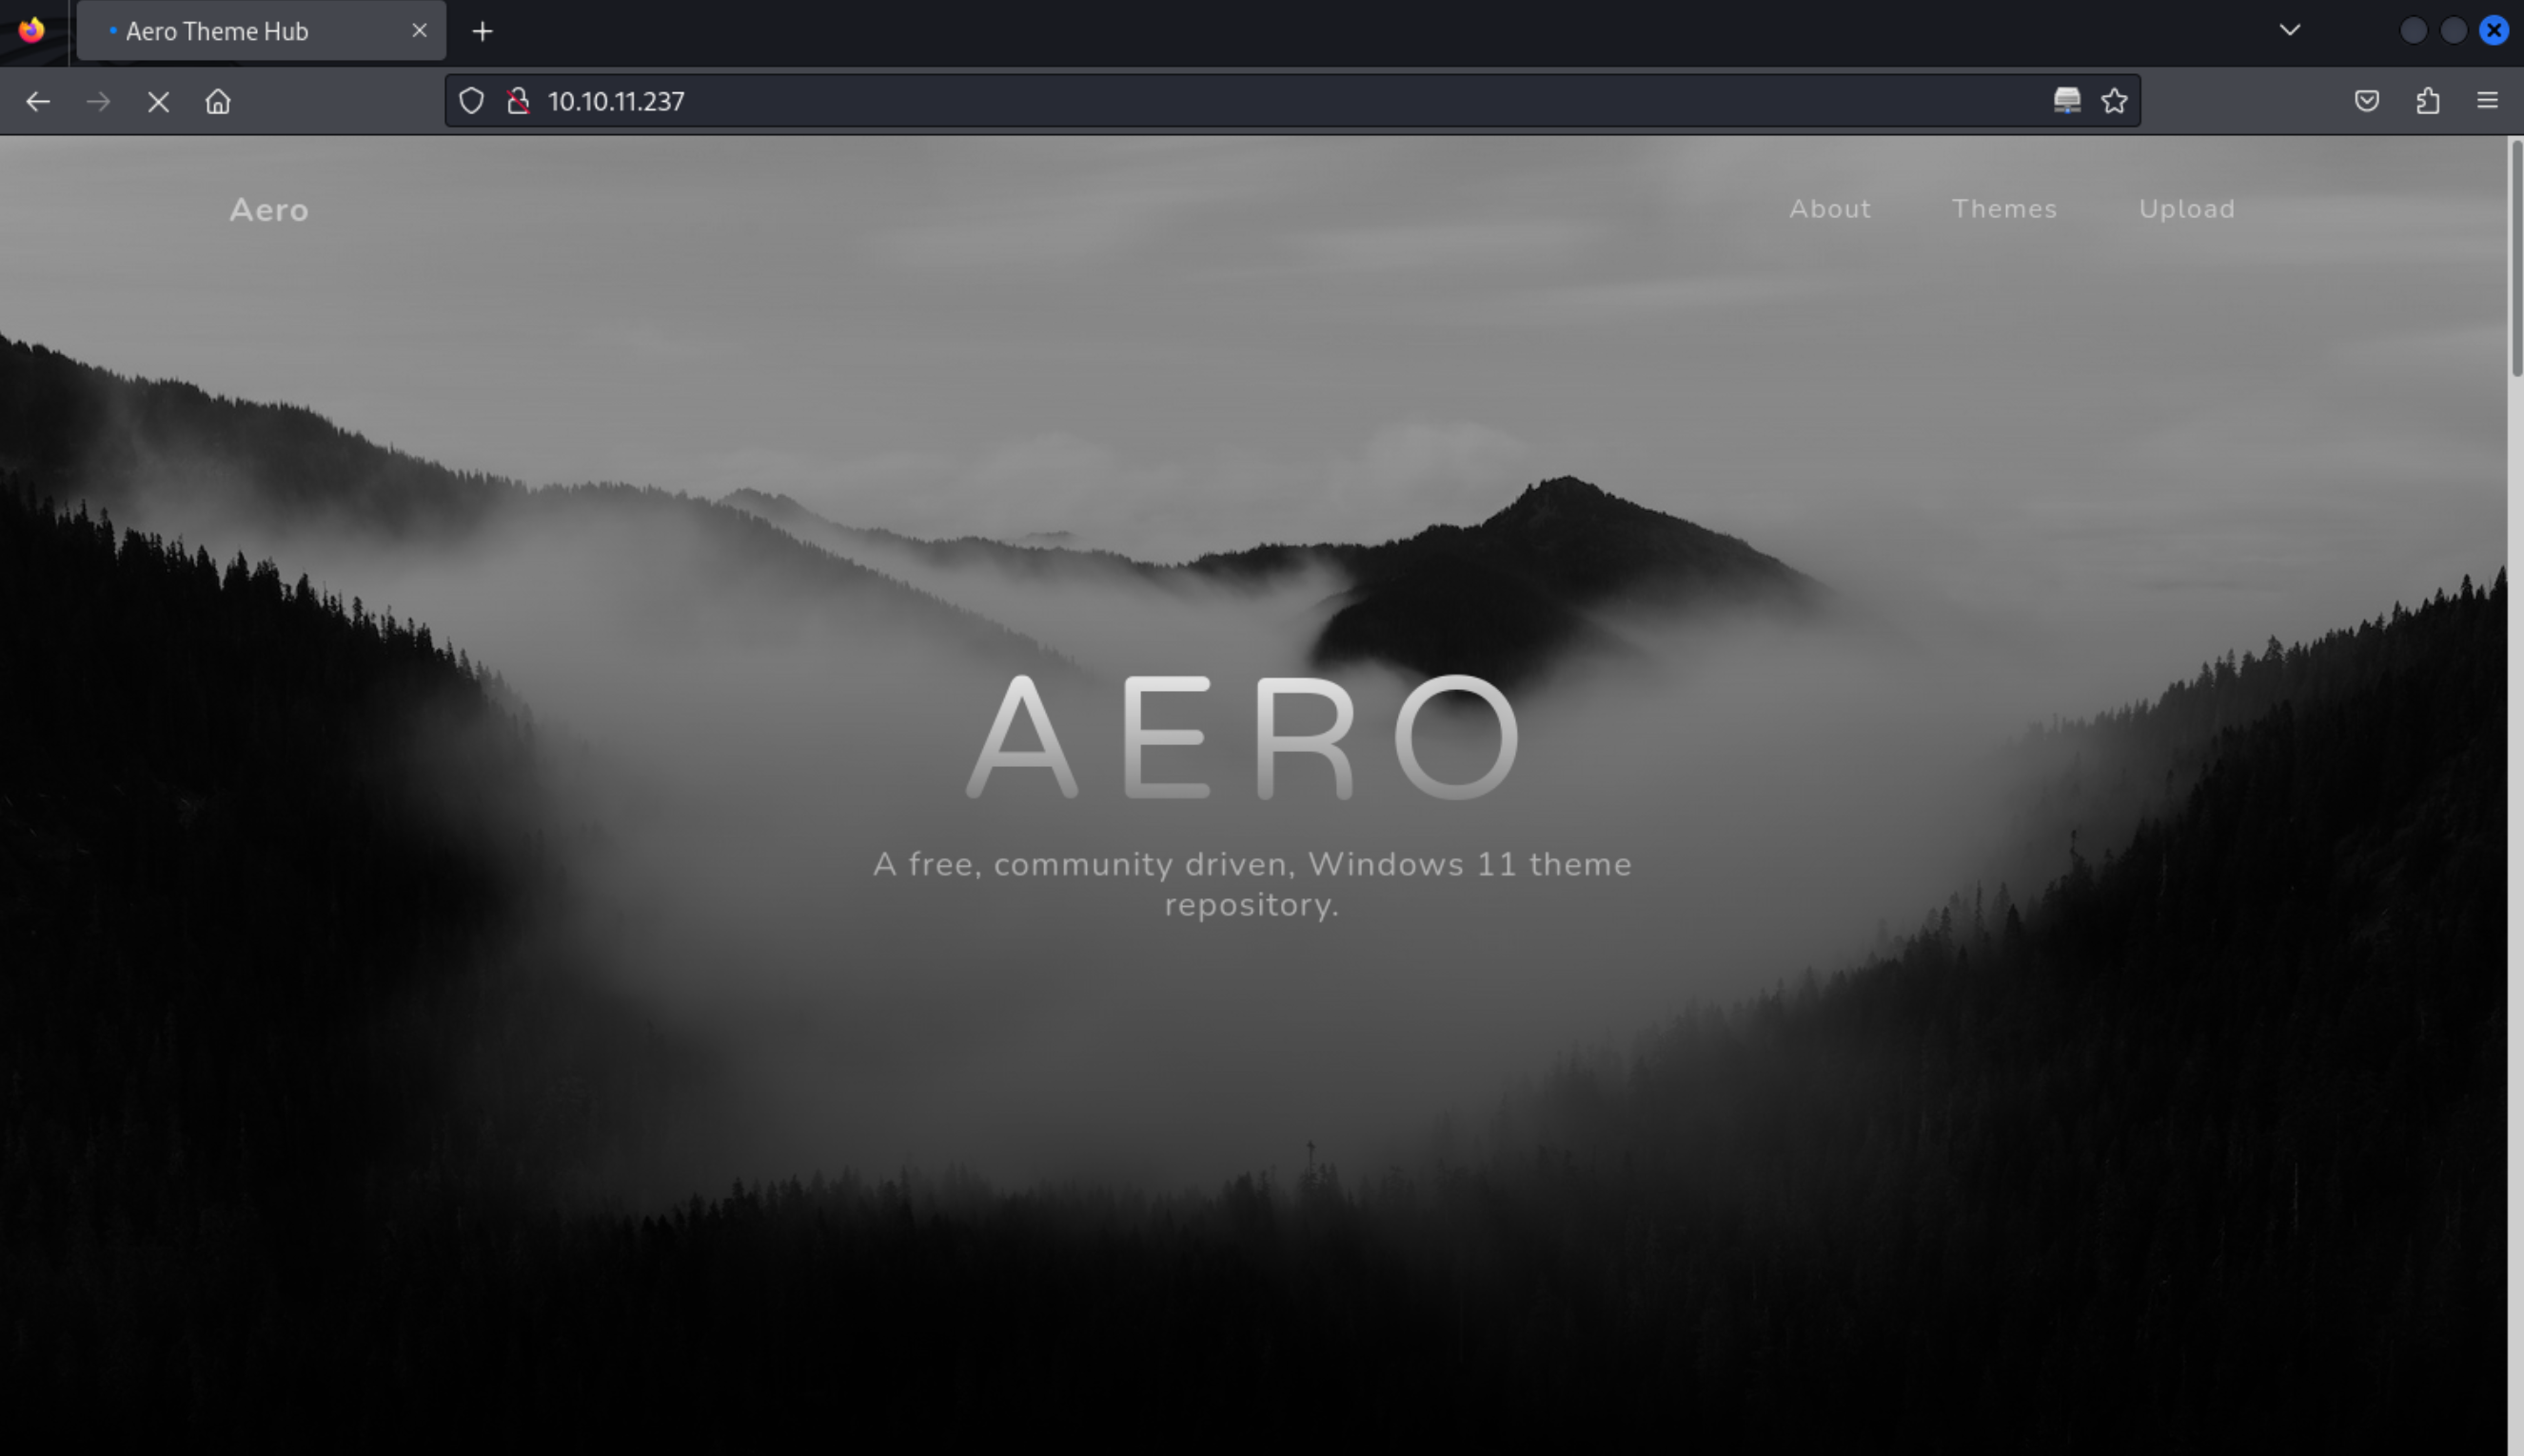 Aero Theme Hub
10.10.11.237
Aero
About Themes Upload
AERO
A free, community driven, Windows 11 theme
repository.